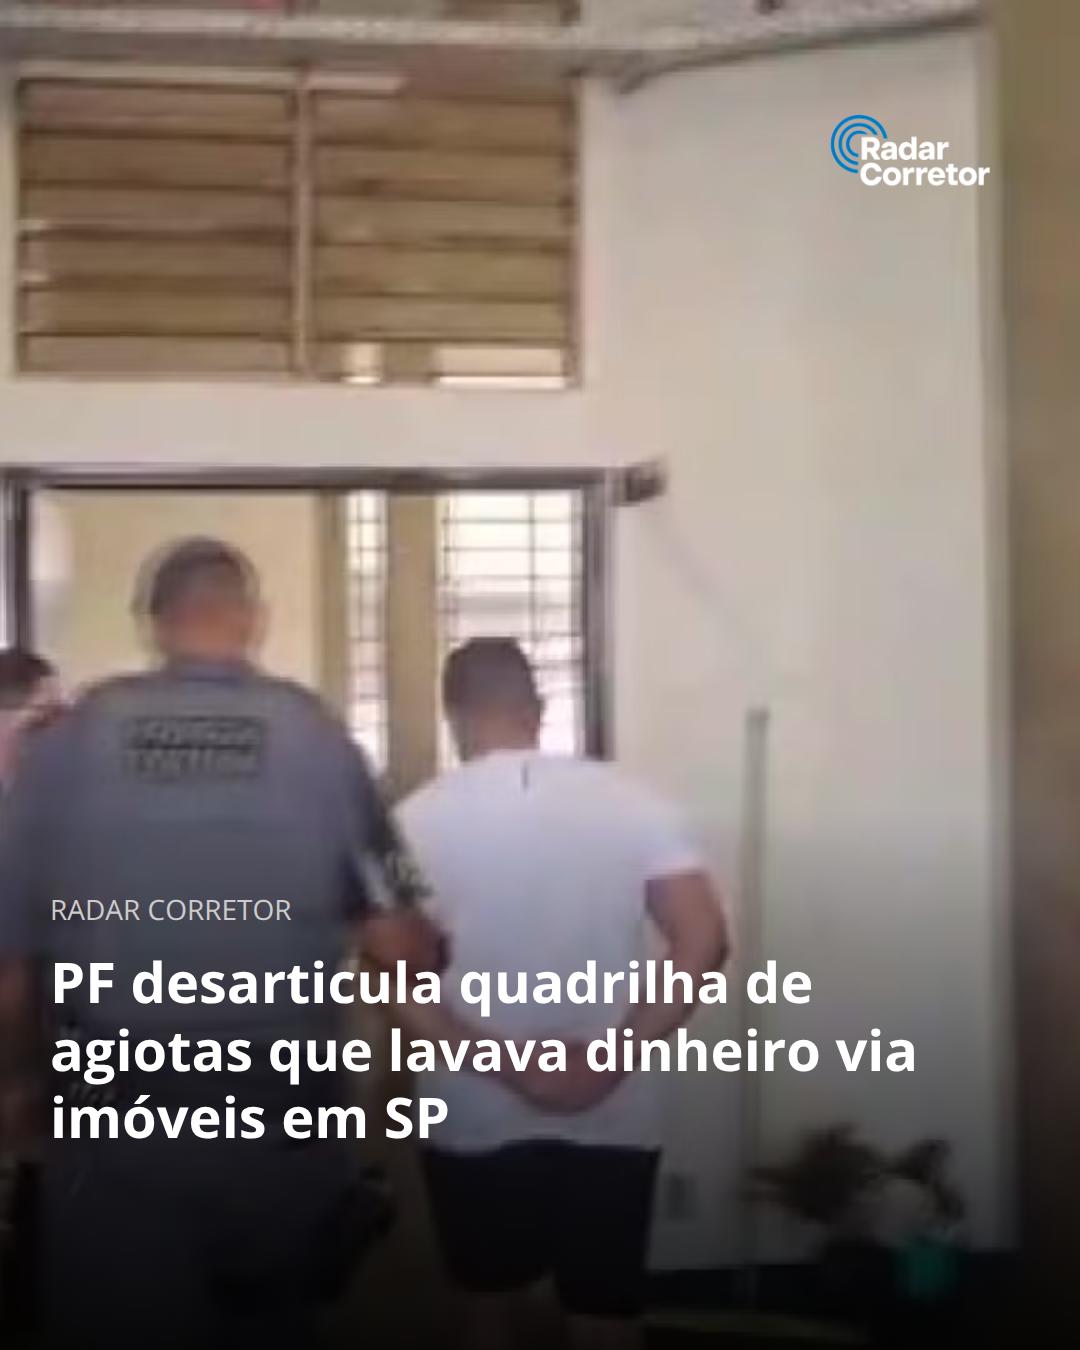 Radar
Corretor
RADAR CORRETOR
PF desarticula quadrilha de
agiotas que lavava dinheiro via
imóveis em SP